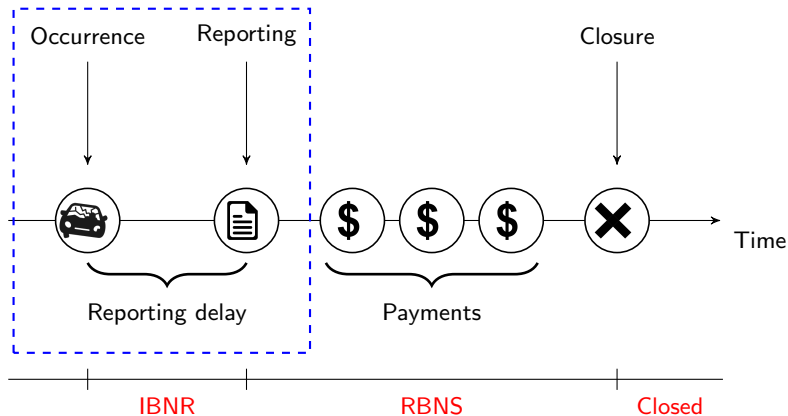 Occurrence
Reporting
Closure
$ $ $
Time
Reporting delay
Payments
IBNR
RBNS
Closed